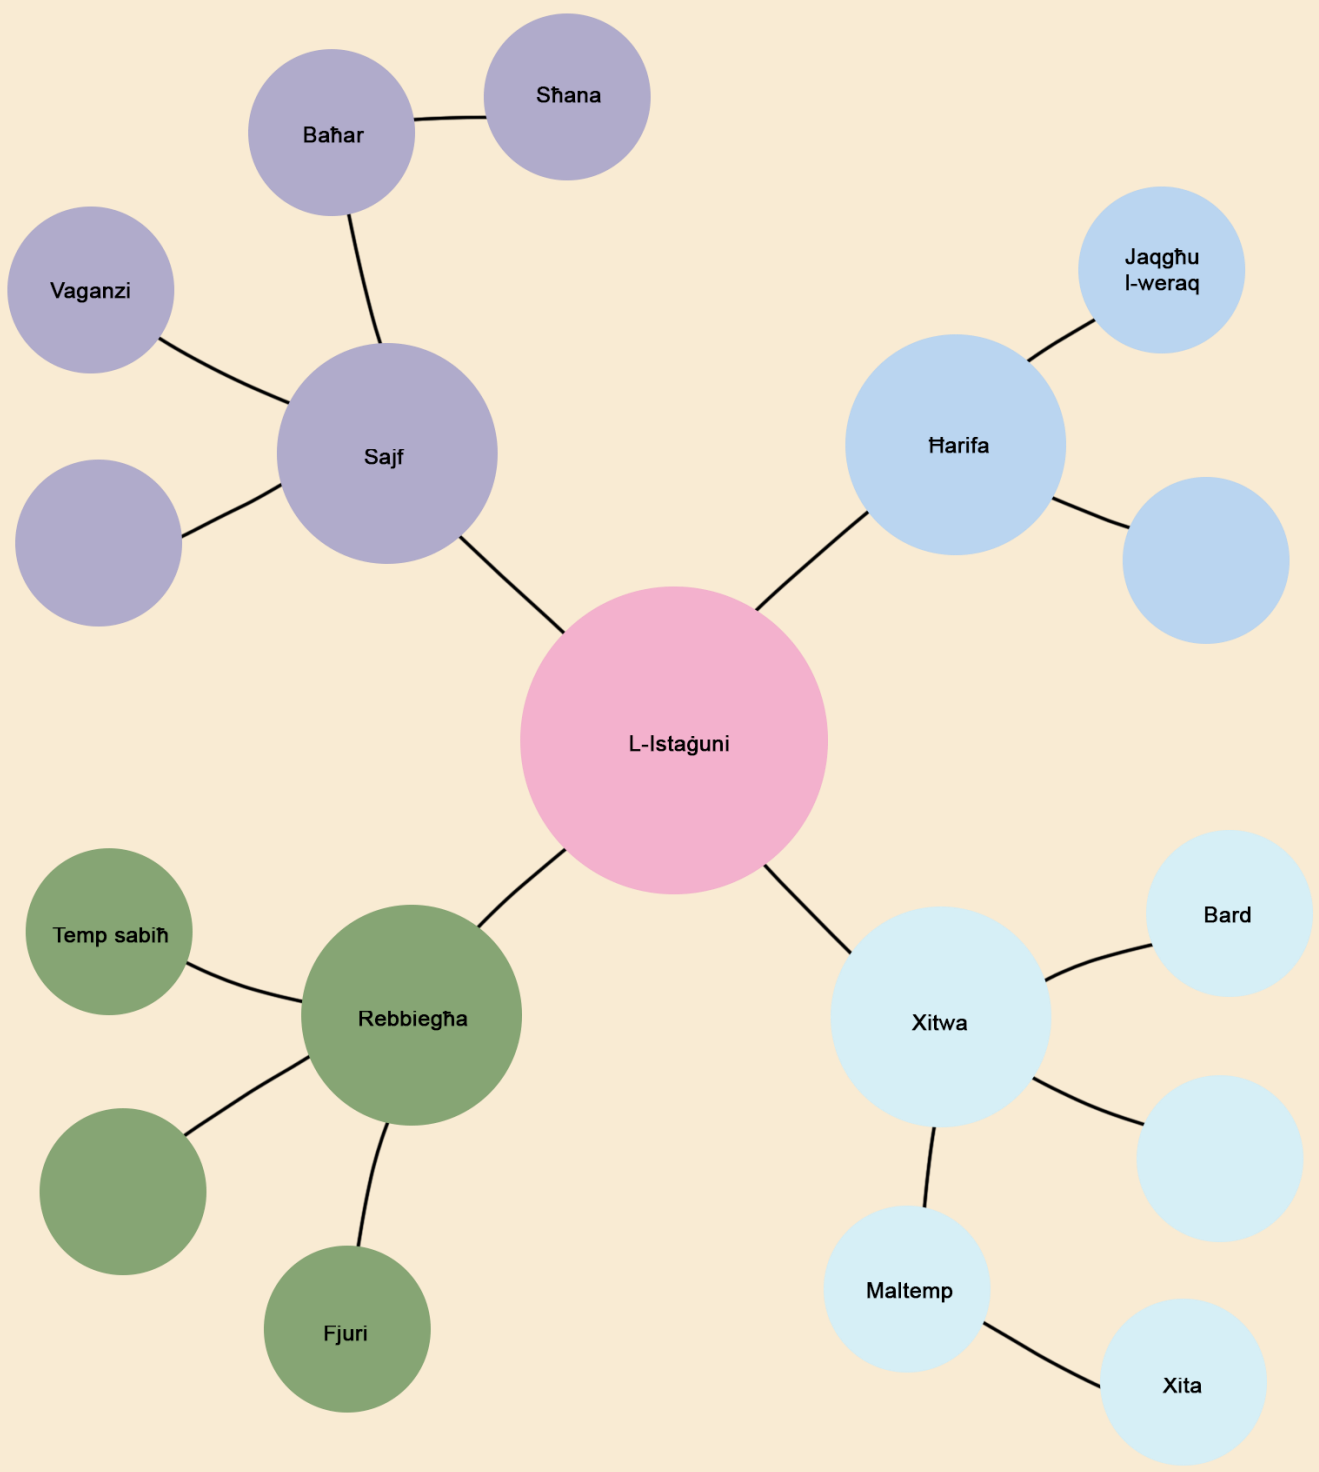 Sħana
Baħar
Vaganzi
Sajf
Jaqgħu
l-weraq
Ħarifa
L-Istaġuni
Temp sabiħ
Rebbiegħa
Fjuri
Bard
Xitwa
Maltemp
Xita